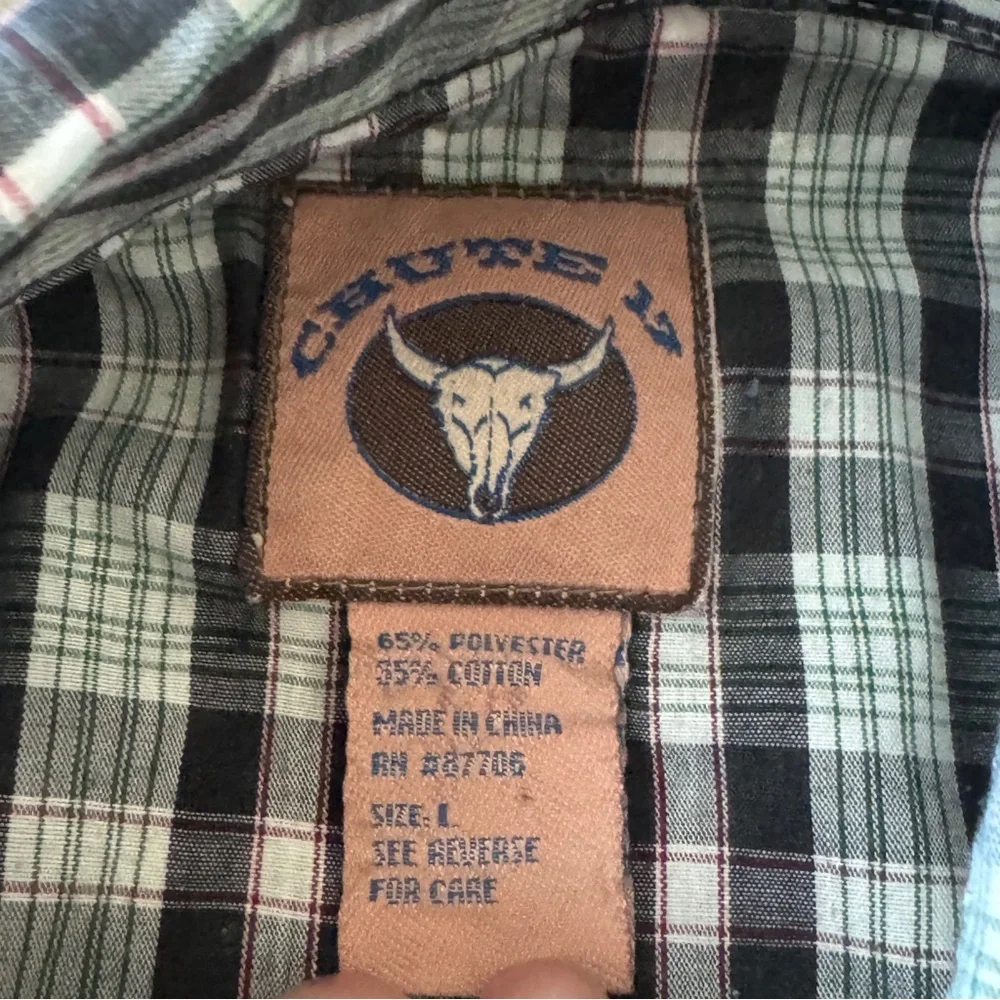 CHUTE 17
65% POLYESTER
35% COTTON
MADE IN CHINA
RN #87706
SIZE: L
SEE REVERSE
FOR CARE